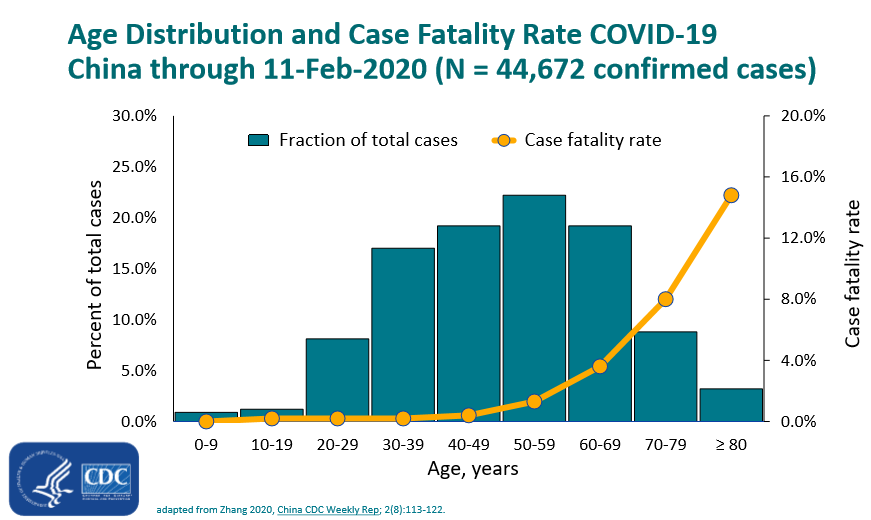 Age Distribution and Case Fatality Rate COVID-19
China through 11-Feb-2020 (N = 44,672 confirmed cases)
30.0%
25.0%
20.0%
15.0%
10.0%
5.0%
0.0%
Percent of total cases
Fraction of total cases
Case fatality rate
20.0%
16.0%
12.0%
8.0%
4.0%
0.0%
Case fatality rate
0-9 10-19 20-29 30-39 40-49 50-59 60-69 70-79 ≥ 80
Age, years
CDC
adapted from Zhang 2020, China CDC Weekly Rep; 2(8):113-122.